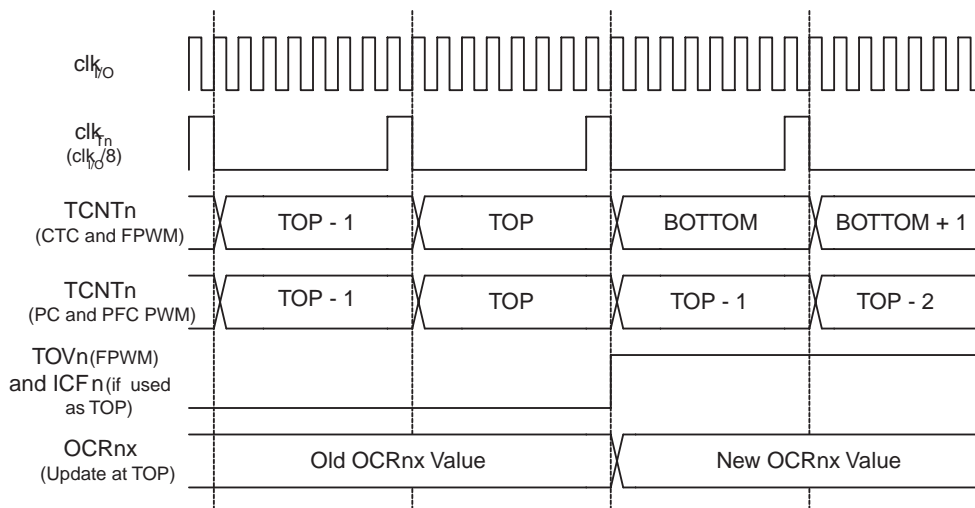 clkI/O
clkTn
(clkI/O/8)
TCNTn
(CTC and FPWM)
TOP - 1
TOP
BOTTOM
BOTTOM + 1
TCNTn
(PC and PFC PWM)
TOP - 1
TOP
TOP - 1
TOP - 2
TOVn(FPWM)
and ICFn(if used
as TOP)
OCRnx
(Update at TOP)
Old OCRnx Value
New OCRnx Value